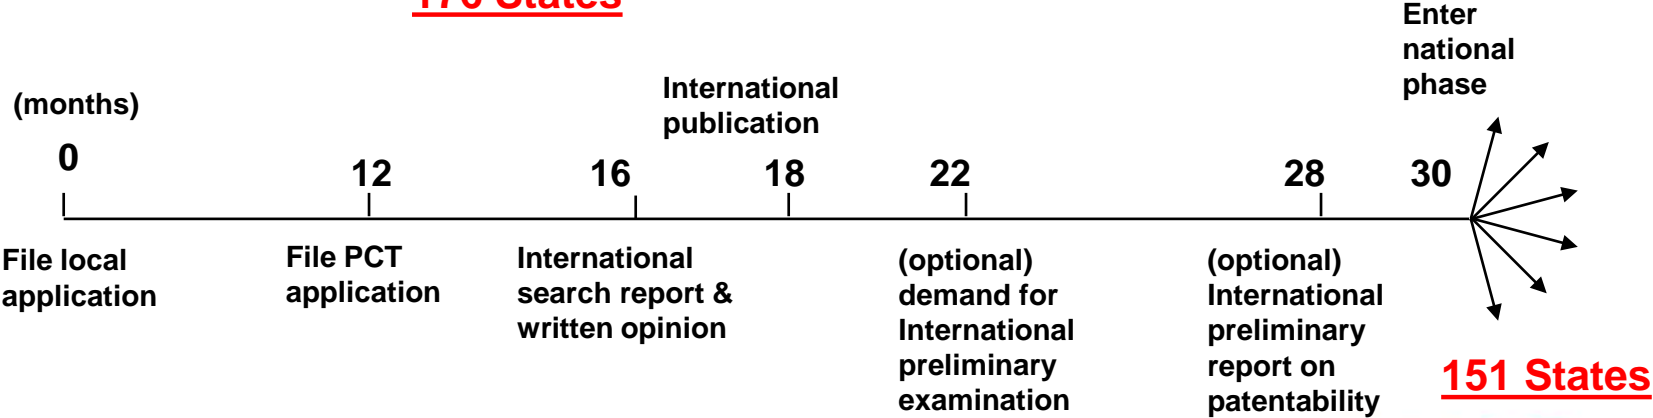 176 States
Enter
national
phase
(months)
International
publication
0
12
16
18
22
28
30
File local
application
File PCT
application
International
search report &
written opinion
(optional)
demand for
International
preliminary
examination
(optional)
International
preliminary
report on
patentability
151 States